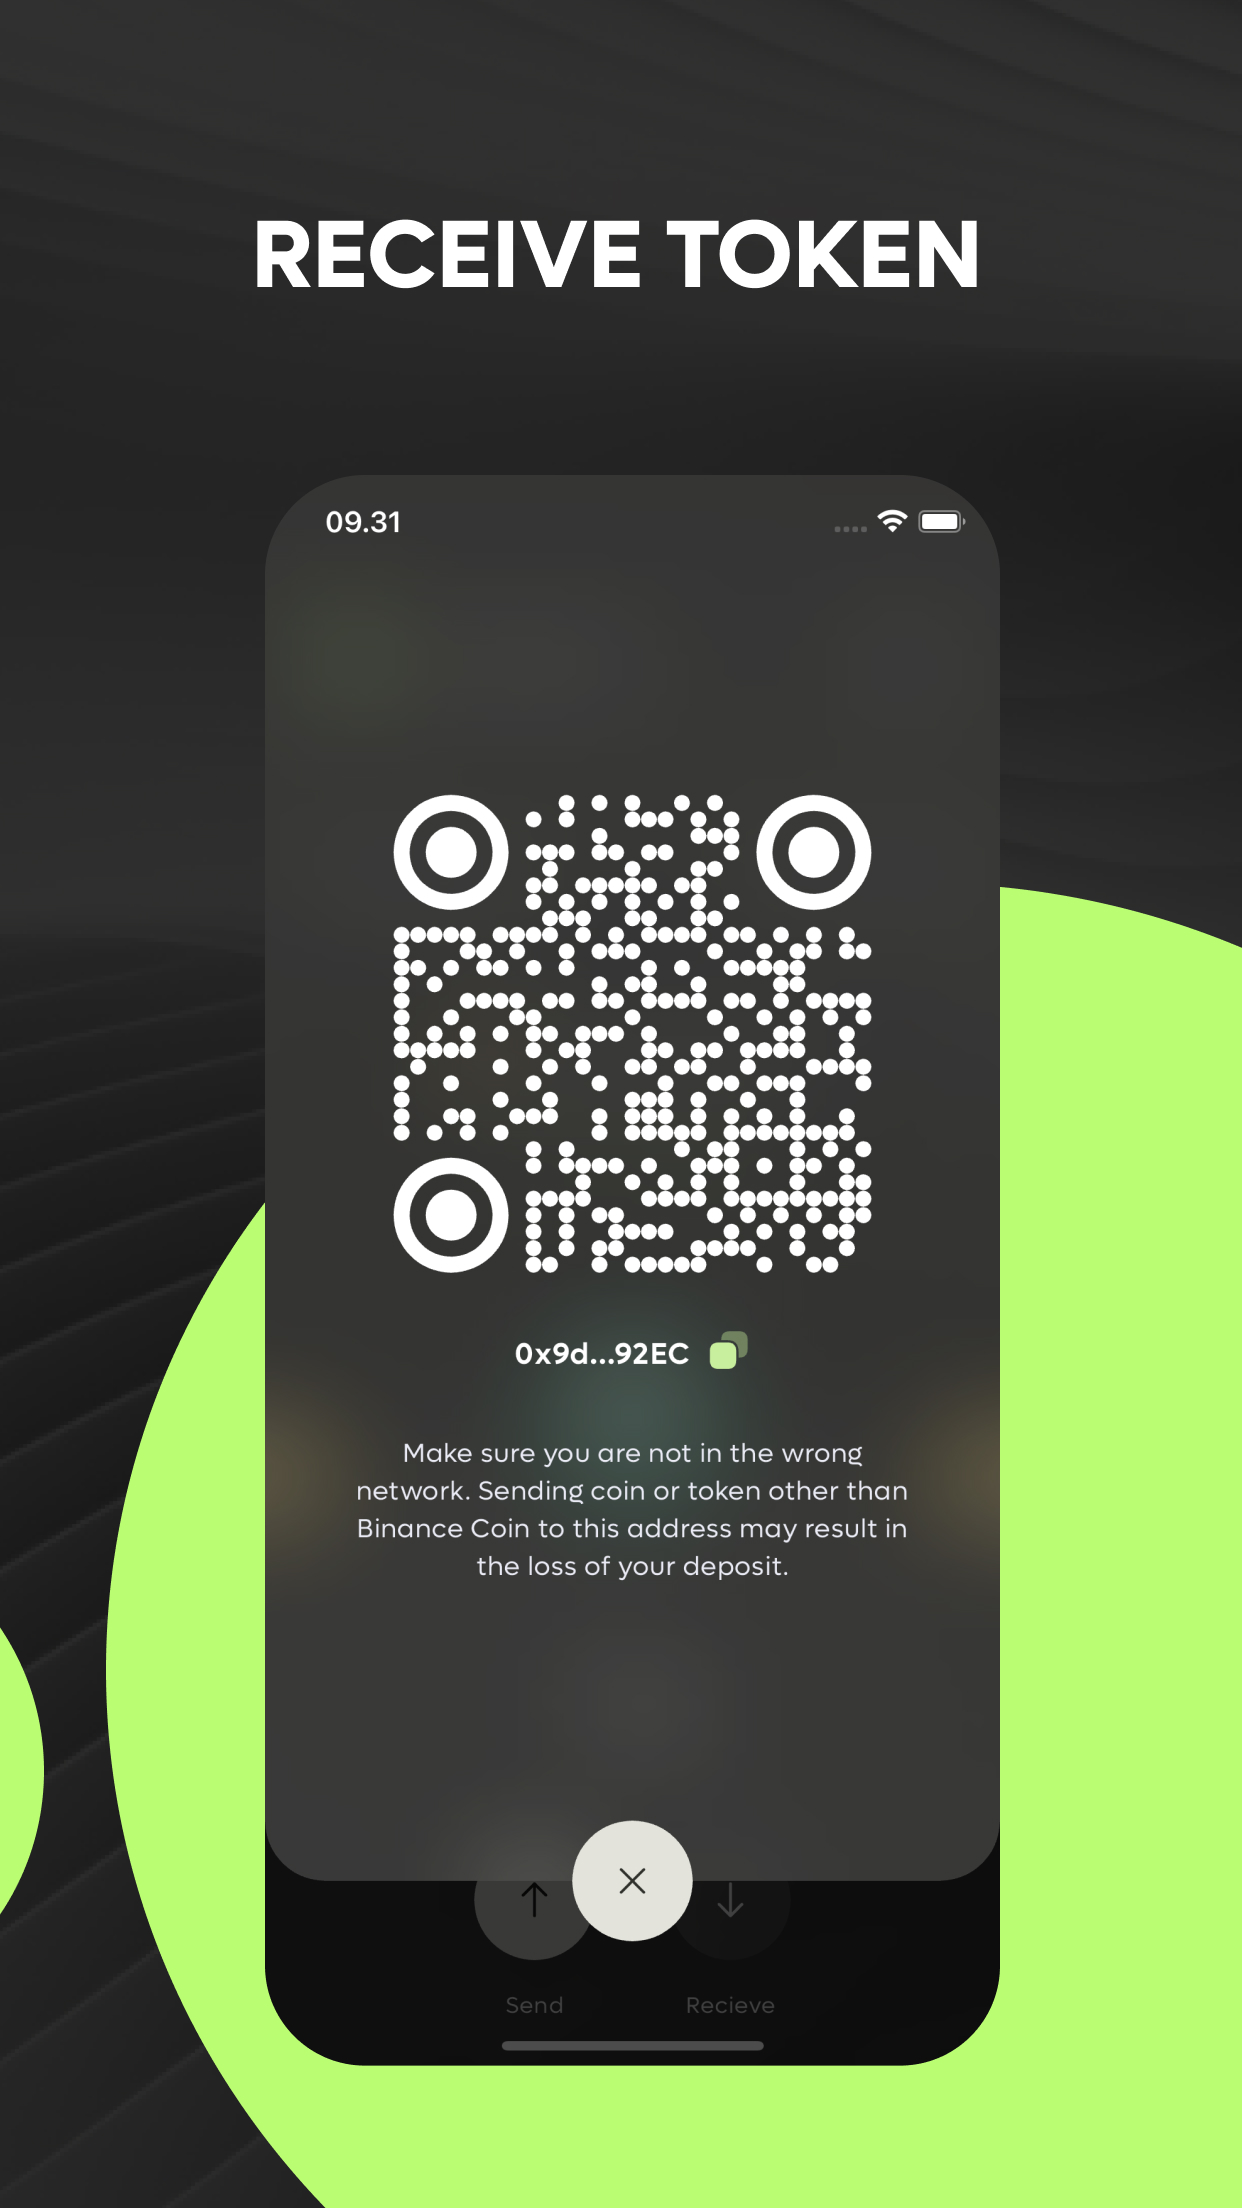 RECEIVE TOKEN
09.31
0x9d...92EC
Make sure you are not in the wrong
network. Sending coin or token other than
Binance Coin to this address may result in
the loss of your deposit.
Send
Recieve